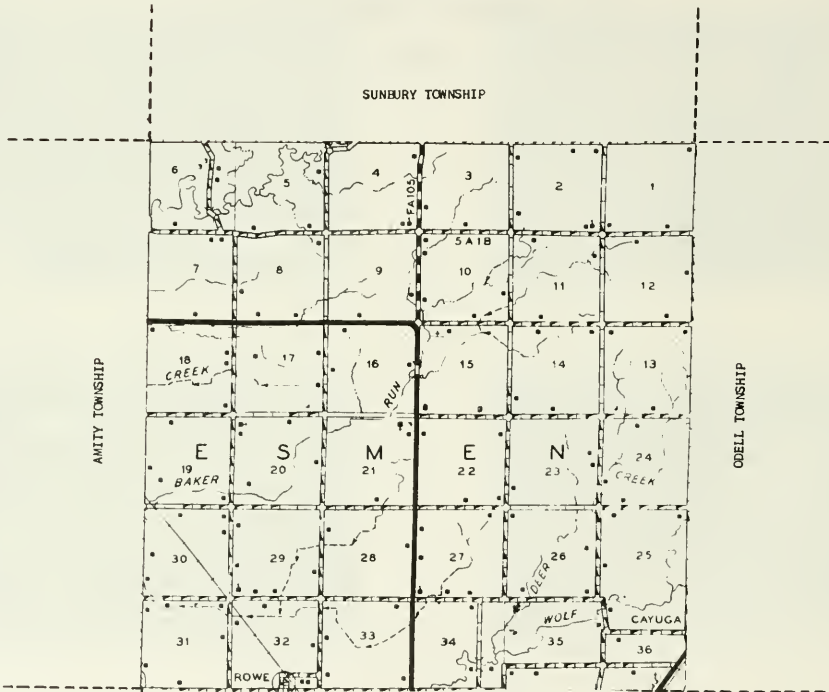 SUNBURY TOWNSHIP
6 5 4 3 2 1
FA105
SA1B
7 8 9 10 11 12
18 17 16 15 14 13
CREEK
RUN
AMITY TOWNSHIP
ODELL TOWNSHIP
E S M E N
19 20 21 22 23 24
BAKER
CREEK
30 29 28 27 26 25
DEER
WOLF
CAYUGA
31 32 33 34 35 36
ROWE